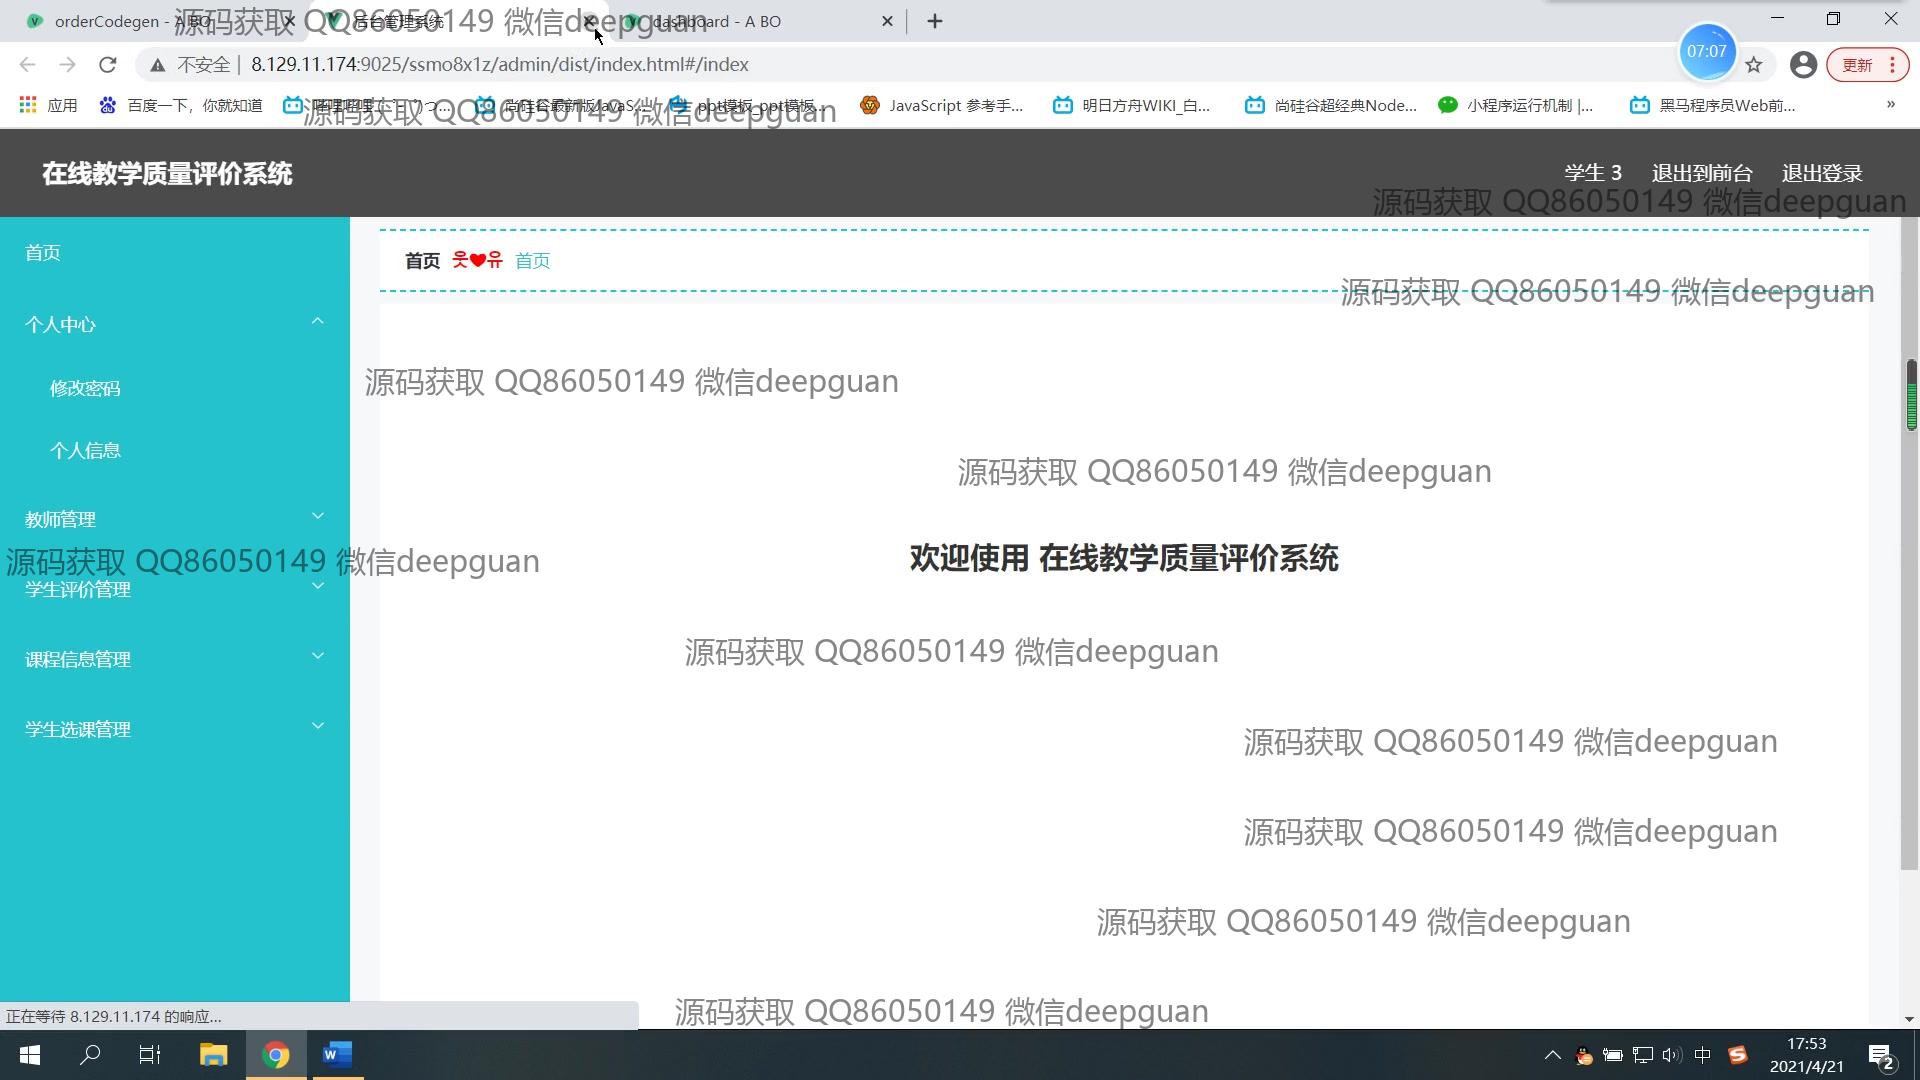 orderCodegen - A BO
后台管理系统
dashboard - A BO
源码获取 QQ86050149 微信deepguan
07:07
不安全 | 8.129.11.174:9025/ssmo8x1z/admin/dist/index.html#/index
更新
应用
百度一下，你就知道
尚硅谷最新版JavaS...
ppt模板_ppt模板...
JavaScript 参考手...
明日方舟WIKI_白...
尚硅谷超经典Node...
小程序运行机制 |...
黑马程序员Web前...
»
源码获取 QQ86050149 微信deepguan
在线教学质量评价系统
学生 3
退出到前台
退出登录
源码获取 QQ86050149 微信deepguan
首页
首页 웃❤유 首页
源码获取 QQ86050149 微信deepguan
个人中心
修改密码
源码获取 QQ86050149 微信deepguan
个人信息
源码获取 QQ86050149 微信deepguan
教师管理
欢迎使用 在线教学质量评价系统
源码获取 QQ86050149 微信deepguan
学生评价管理
课程信息管理
源码获取 QQ86050149 微信deepguan
学生选课管理
源码获取 QQ86050149 微信deepguan
源码获取 QQ86050149 微信deepguan
源码获取 QQ86050149 微信deepguan
源码获取 QQ86050149 微信deepguan
正在等待 8.129.11.174 的响应...
中
17:53
2021/4/21
2